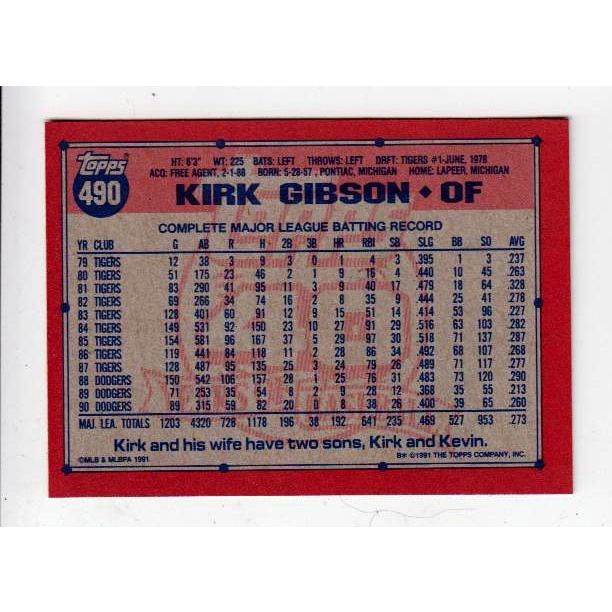 topps
490
HT: 6'3" WT: 225 BATS: LEFT THROWS: LEFT DRFT: TIGERS #1-JUNE, 1978
ACQ: FREE AGENT, 2-1-88 BORN: 5-28-57, PONTIAC, MICHIGAN HOME: LAPEER, MICHIGAN
KIRK GIBSON • OF
COMPLETE MAJOR LEAGUE BATTING RECORD
YR CLUB G AB R H 2B 3B HR RBI SB SLG BB SO AVG
79 TIGERS 12 38 3 9 3 0 1 4 3 .395 1 3 .237
80 TIGERS 51 175 23 46 2 1 9 16 4 .440 10 45 .263
81 TIGERS 83 290 41 95 11 3 9 40 17 .479 18 64 .328
82 TIGERS 69 266 34 74 16 2 8 35 9 .444 25 41 .278
83 TIGERS 128 401 60 91 12 9 15 51 14 .414 53 96 .227
84 TIGERS 149 531 92 150 23 10 27 91 29 .516 63 103 .282
85 TIGERS 154 581 96 167 37 5 29 97 30 .518 71 137 .287
86 TIGERS 119 441 84 118 11 2 28 86 34 .492 68 107 .268
87 TIGERS 128 487 95 135 25 3 24 79 26 .489 71 117 .277
88 DODGERS 150 542 106 157 28 1 25 76 31 .483 73 120 .290
89 DODGERS 71 253 35 54 8 2 9 28 12 .368 35 55 .213
90 DODGERS 89 315 59 82 20 0 8 38 26 .400 39 65 .260
MAJ. LEA. TOTALS 1203 4320 728 1178 196 38 192 641 235 .469 527 953 .273
Kirk and his wife have two sons, Kirk and Kevin.
©MLB & MLBPA 1991 B* ©1991 THE TOPPS COMPANY, INC.